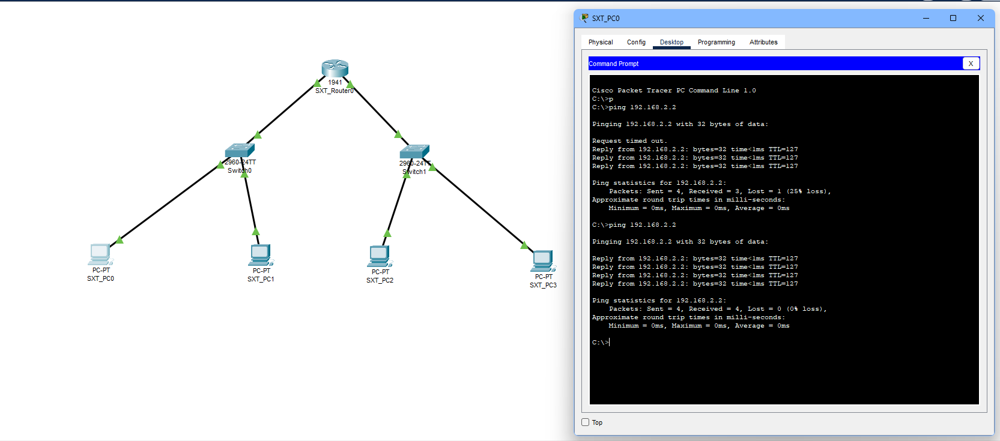 1941
SXT_Router0
2960-24TT
Switch0
2960-24TT
Switch1
PC-PT
SXT_PC0
PC-PT
SXT_PC1
PC-PT
SXT_PC2
PC-PT
SXT_PC3
SXT_PC0
Physical Config Desktop Programming Attributes
Command Prompt X
Cisco Packet Tracer PC Command Line 1.0
C:\>p
C:\>ping 192.168.2.2
Pinging 192.168.2.2 with 32 bytes of data:
Request timed out.
Reply from 192.168.2.2: bytes=32 time<1ms TTL=127
Reply from 192.168.2.2: bytes=32 time<1ms TTL=127
Reply from 192.168.2.2: bytes=32 time<1ms TTL=127
Ping statistics for 192.168.2.2:
Packets: Sent = 4, Received = 3, Lost = 1 (25% loss),
Approximate round trip times in milli-seconds:
Minimum = 0ms, Maximum = 0ms, Average = 0ms
C:\>ping 192.168.2.2
Pinging 192.168.2.2 with 32 bytes of data:
Reply from 192.168.2.2: bytes=32 time<1ms TTL=127
Reply from 192.168.2.2: bytes=32 time<1ms TTL=127
Reply from 192.168.2.2: bytes=32 time<1ms TTL=127
Reply from 192.168.2.2: bytes=32 time<1ms TTL=127
Ping statistics for 192.168.2.2:
Packets: Sent = 4, Received = 4, Lost = 0 (0% loss),
Approximate round trip times in milli-seconds:
Minimum = 0ms, Maximum = 0ms, Average = 0ms
C:\>
Top